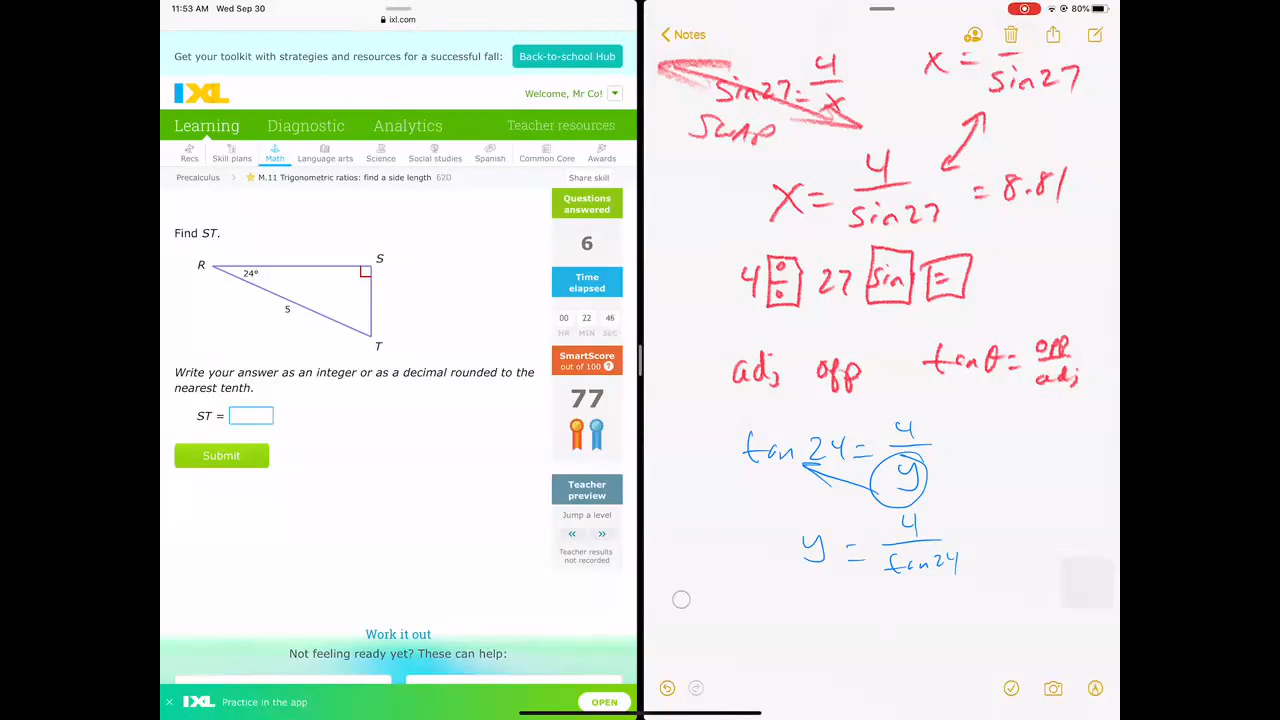 11:53 AM Wed Sep 30
ixl.com
Get your toolkit with strategies and resources for a successful fall:
Back-to-school Hub
IXL
Welcome, Mr Co!
Learning Diagnostic Analytics Teacher resources
Recs Skill plans Math Language arts Science Social studies Spanish Common Core Awards
Precalculus > M.11 Trigonometric ratios: find a side length 62D
Share skill
Questions answered
6
Time elapsed
00 22 46
HR MIN SEC
SmartScore
out of 100 ?
77
Teacher preview
Jump a level
« »
Teacher results not recorded
Find ST.
R
S
24°
5
T
Write your answer as an integer or as a decimal rounded to the
nearest tenth.
ST =
Submit
Work it out
Not feeling ready yet? These can help:
× IXL Practice in the app
OPEN
80%
Notes
sin27 = 4/x
Swap
x = /sin27
x = 4/sin27 = 8.81
4 ÷ 27 sin =
adj opp tanθ = opp/adj
tan 24 = 4/y
y = 4/tan24